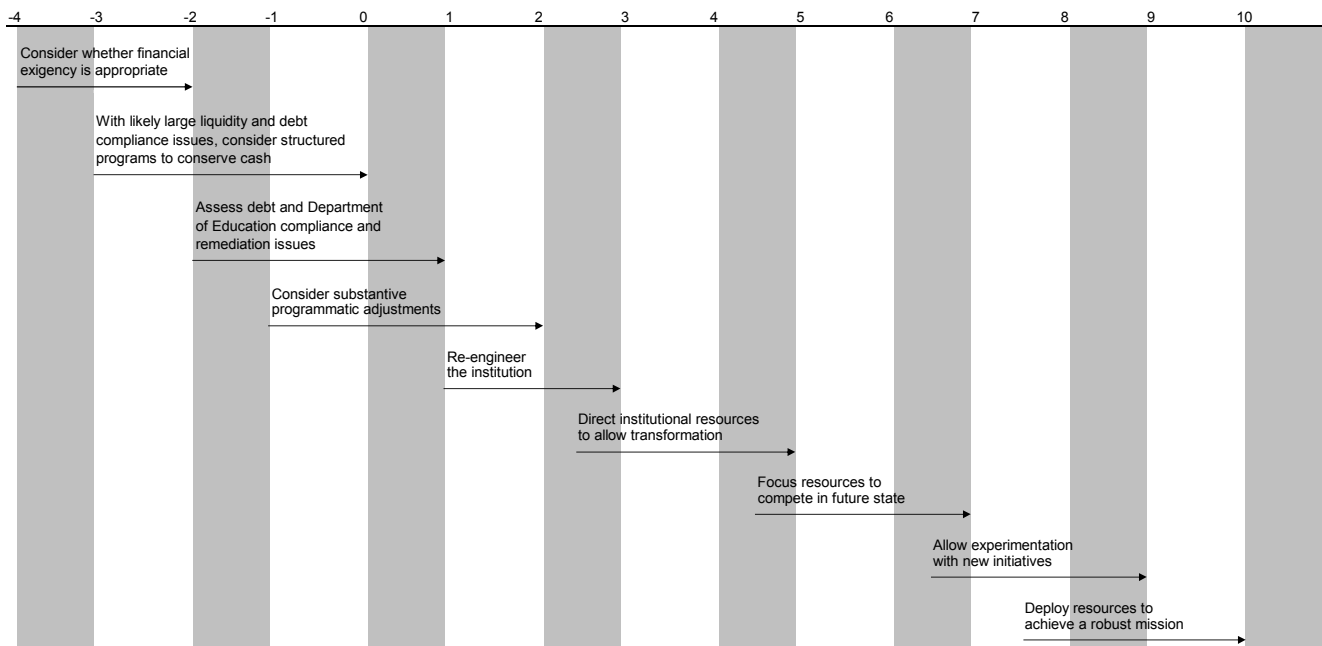 -4 -3 -2 -1 0 1 2 3 4 5 6 7 8 9 10
Consider whether financial
exigency is appropriate
With likely large liquidity and debt
compliance issues, consider structured
programs to conserve cash
Assess debt and Department
of Education compliance and
remediation issues
Consider substantive
programmatic adjustments
Re-engineer
the institution
Direct institutional resources
to allow transformation
Focus resources to
compete in future state
Allow experimentation
with new initiatives
Deploy resources to
achieve a robust mission